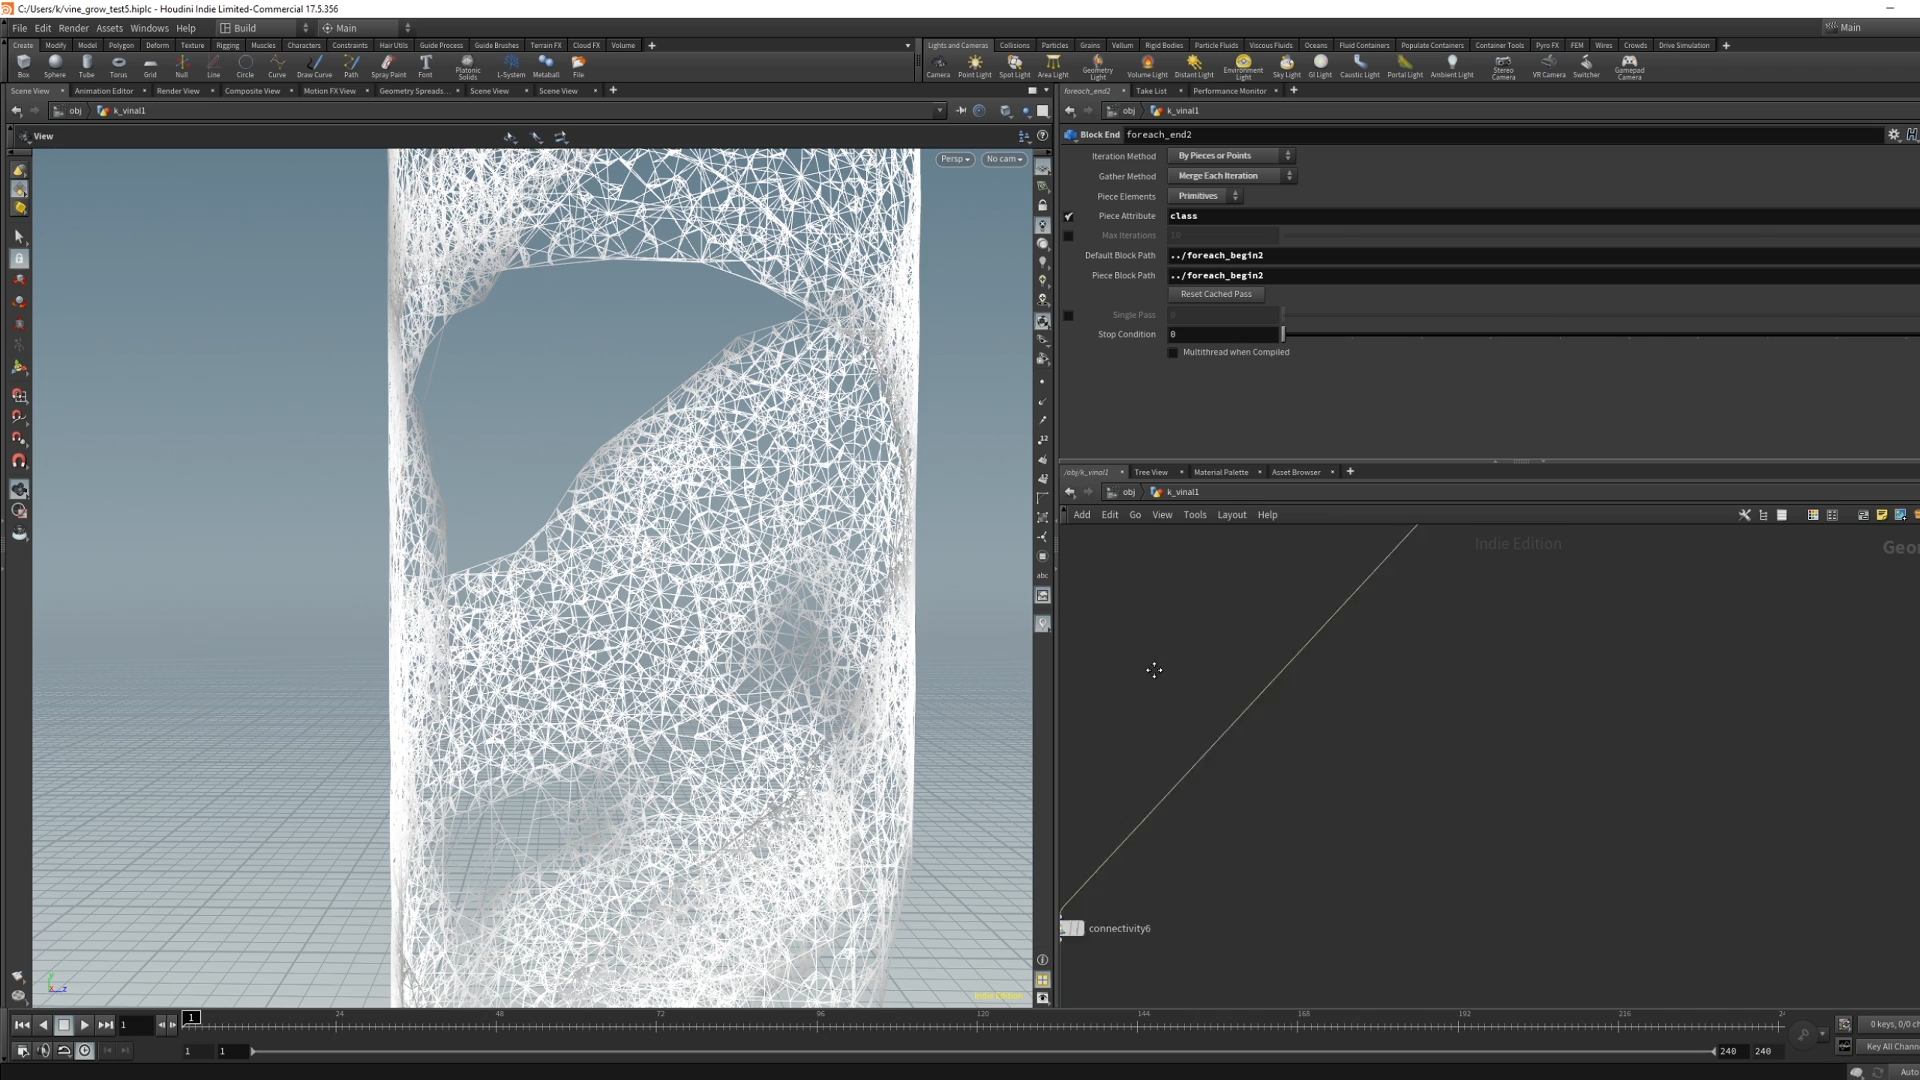 C:/Users/k/vine_grow_test5.hiplc - Houdini Indie Limited-Commercial 17.5.356
File Edit Render Assets Windows Help Build Main Main
Create Modify Model Polygon Deform Texture Rigging Muscles Characters Constraints Hair Utils Guide Process Guide Brushes Terrain FX Cloud FX Volume
Lights and Cameras Collisions Particles Grains Vellum Rigid Bodies Particle Fluids Viscous Fluids Oceans Fluid Containers Populate Containers Container Tools Pyro FX FEM Wires Crowds Drive Simulation
Box Sphere Tube Torus Grid Null Line Circle Curve Draw Curve Path Spray Paint Font Platonic Solids L-System Metaball File
Camera Point Light Spot Light Area Light Geometry Light Volume Light Distant Light Environment Light Sky Light GI Light Caustic Light Portal Light Ambient Light Stereo Camera VR Camera Switcher Gamepad Camera
Scene View Animation Editor Render View Composite View Motion FX View Geometry Spreads... Scene View Scene View
foreach_end2 Take List Performance Monitor
obj k_vinal1
obj k_vinal1
View
Persp No cam
Block End foreach_end2
Iteration Method By Pieces or Points
Gather Method Merge Each Iteration
Piece Elements Primitives
Piece Attribute class
Max Iterations 10
Default Block Path ../foreach_begin2
Piece Block Path ../foreach_begin2
Reset Cached Pass
Single Pass 0
Stop Condition 0
Multithread when Compiled
/obj/k_vinal1 Tree View Material Palette Asset Browser
obj k_vinal1
Add Edit Go View Tools Layout Help
Indie Edition Geo
connectivity6
abc
Indie Edition
1 1 24 48 72 96 120 144 168 192 216 24
0 keys, 0/0 ch
1 1 240 240
Key All Chann
Auto